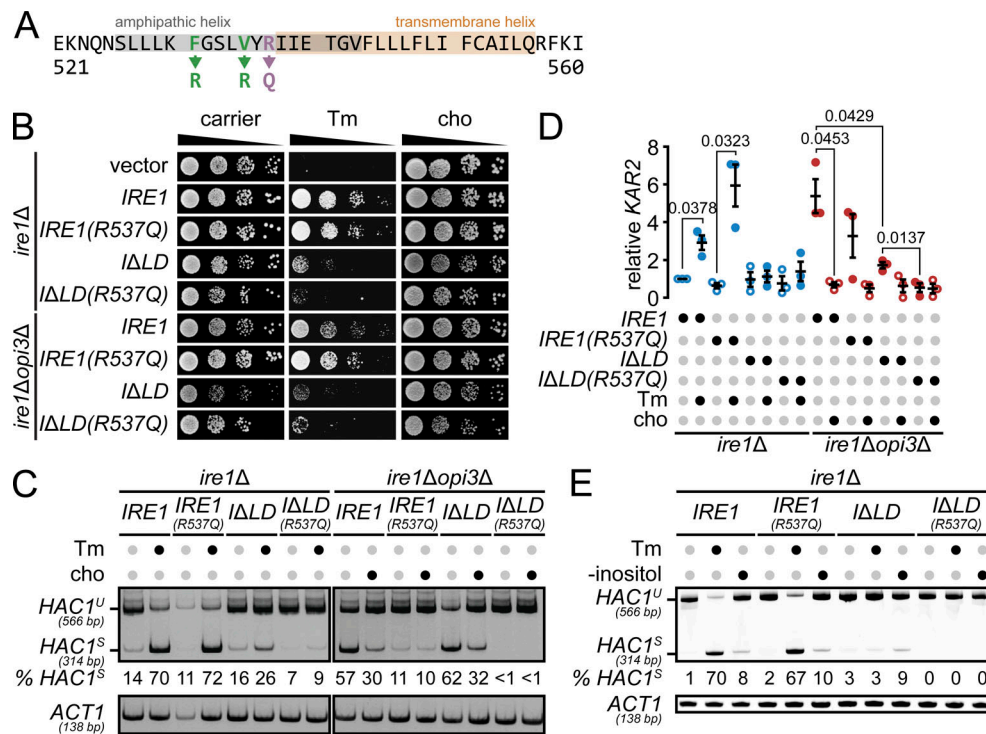 A
amphipathic helix
transmembrane helix
EKNQNSLLLK FGSLVYRIIE TGVFLLLFLI FCAILQRFKI
521
560
R R Q
B
carrier Tm cho
ire1Δ
vector
IRE1
IRE1(R537Q)
IΔLD
IΔLD(R537Q)
ire1Δopi3Δ
IRE1
IRE1(R537Q)
IΔLD
IΔLD(R537Q)
D
relative KAR2
8
6
4
2
0
0.0378
0.0323
0.0453
0.0429
0.0137
IRE1
IRE1(R537Q)
IΔLD
IΔLD(R537Q)
Tm
cho
ire1Δ ire1Δopi3Δ
C
ire1Δ ire1Δopi3Δ
IRE1 IRE1 (R537Q) IΔLD IΔLD (R537Q) IRE1 IRE1 (R537Q) IΔLD IΔLD (R537Q)
Tm
cho
HAC1U
(566 bp)
HAC1S
(314 bp)
% HAC1S 14 70 11 72 16 26 7 9 57 30 11 10 62 32 <1 <1
ACT1
(138 bp)
E
ire1Δ
IRE1 IRE1 (R537Q) IΔLD IΔLD (R537Q)
Tm
-inositol
HAC1U
(566 bp)
HAC1S
(314 bp)
% HAC1S 1 70 8 2 67 10 3 3 9 0 0 0
ACT1
(138 bp)